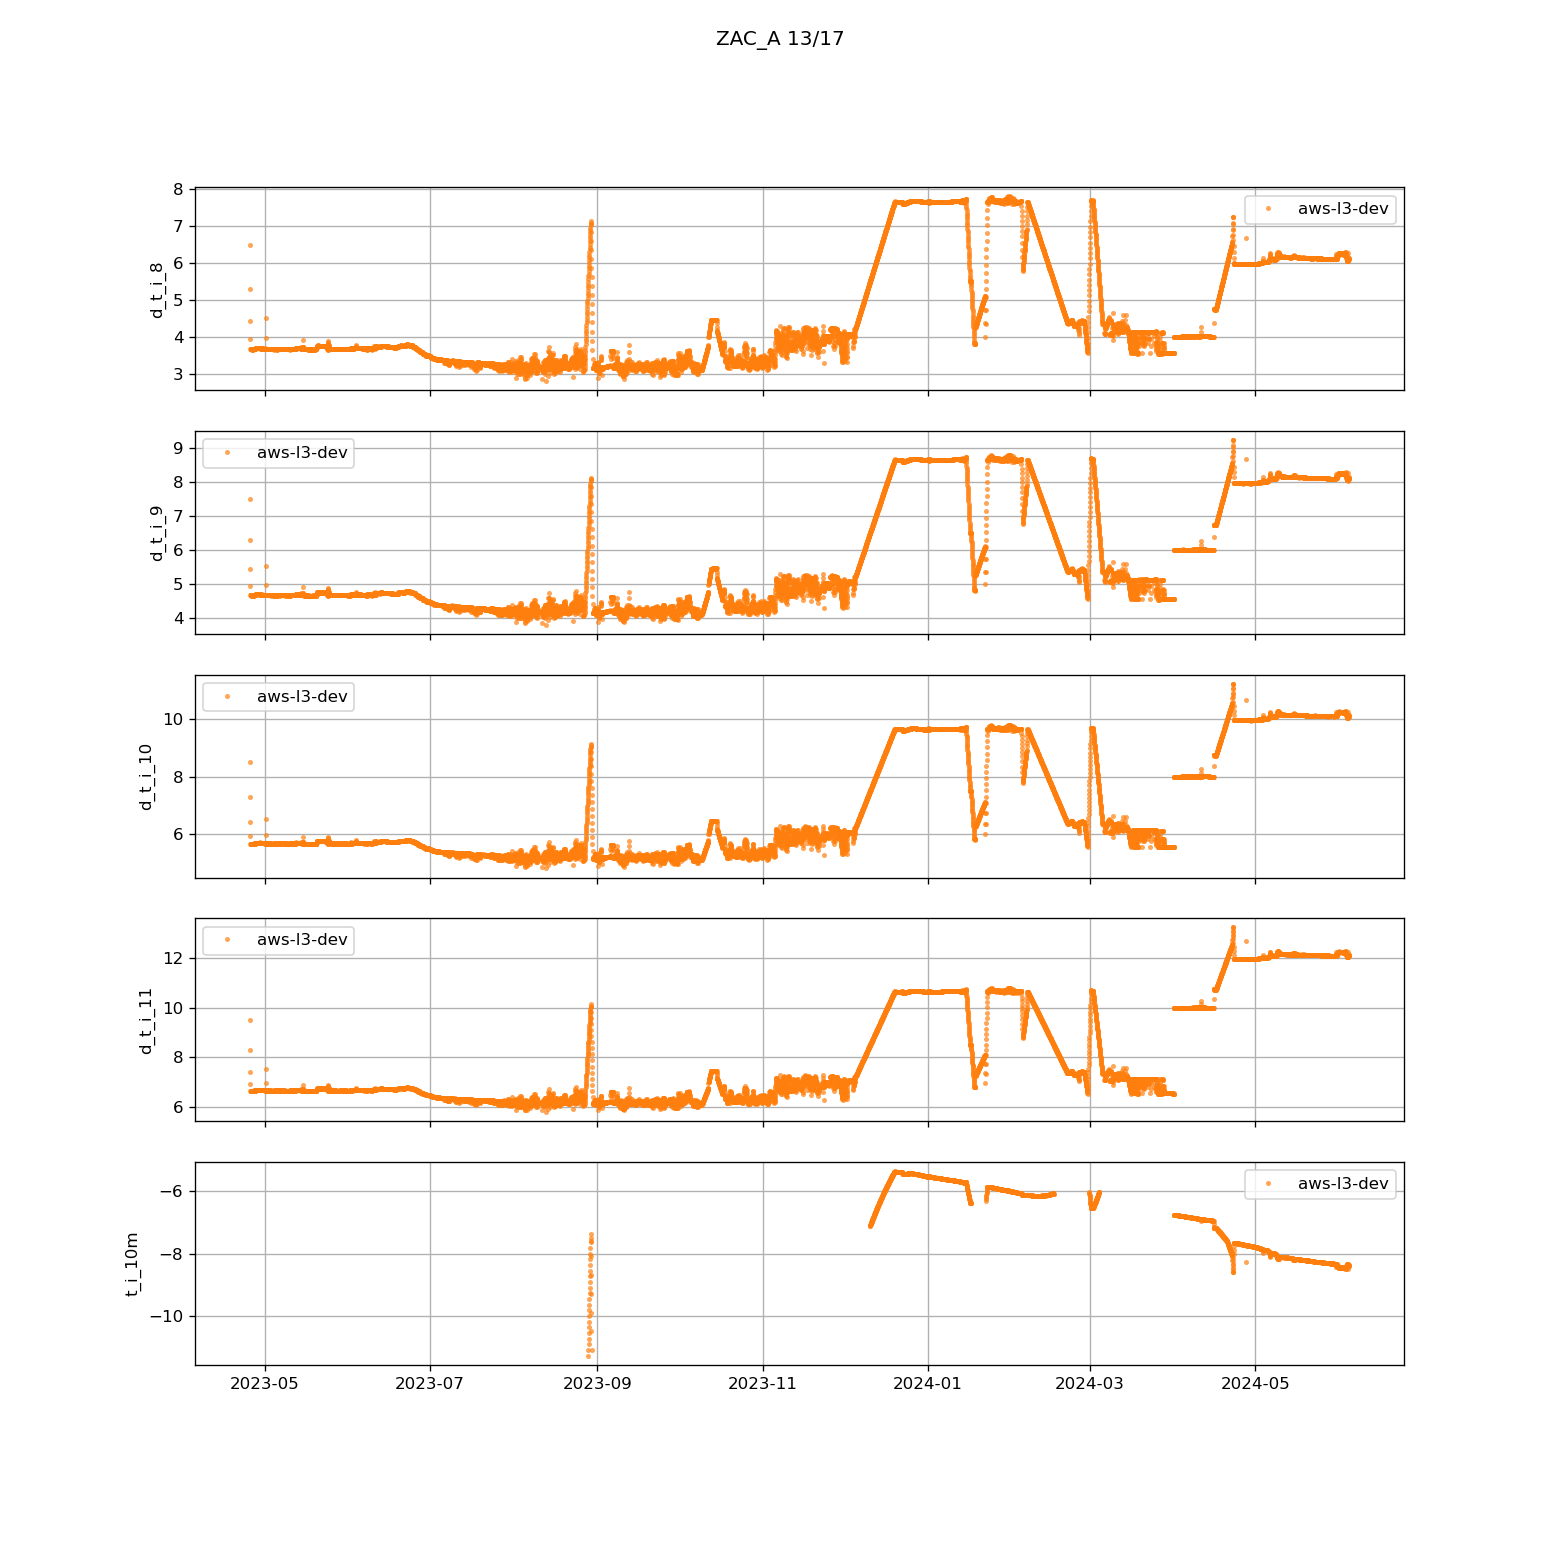 ZAC_A 13/17
8
7
6
5
4
3
d_t_i_8
aws-l3-dev
9
8
7
6
5
4
d_t_i_9
aws-l3-dev
10
8
6
d_t_i_10
aws-l3-dev
12
10
8
6
d_t_i_11
aws-l3-dev
−6
−8
−10
t_i_10m
aws-l3-dev
2023-05 2023-07 2023-09 2023-11 2024-01 2024-03 2024-05